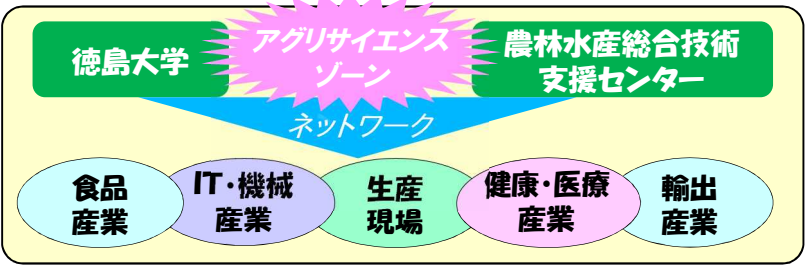 徳島大学
アグリサイエンス
ゾーン
農林水産総合技術
支援センター
ネットワーク
食品
産業
IT・機械
産業
生産
現場
健康・医療
産業
輸出
産業